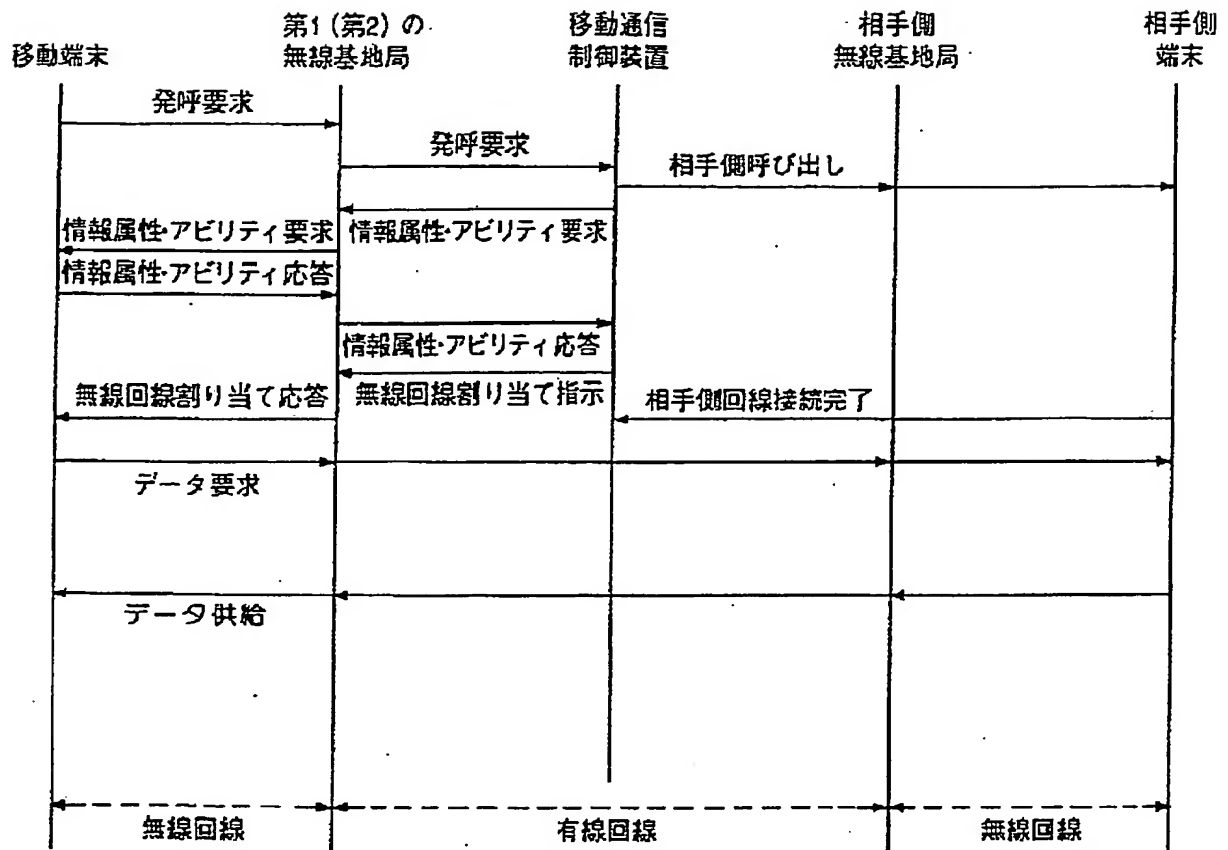 移動端末
第1(第2)の
無線基地局
移動通信
制御装置
相手側
無線基地局
相手側
端末
発呼要求
発呼要求
相手側呼び出し
情報属性・アビリティ要求
情報属性・アビリティ要求
情報属性・アビリティ応答
情報属性・アビリティ応答
無線回線割り当て応答
無線回線割り当て指示
相手側回線接続完了
データ要求
データ供給
無線回線
有線回線
無線回線